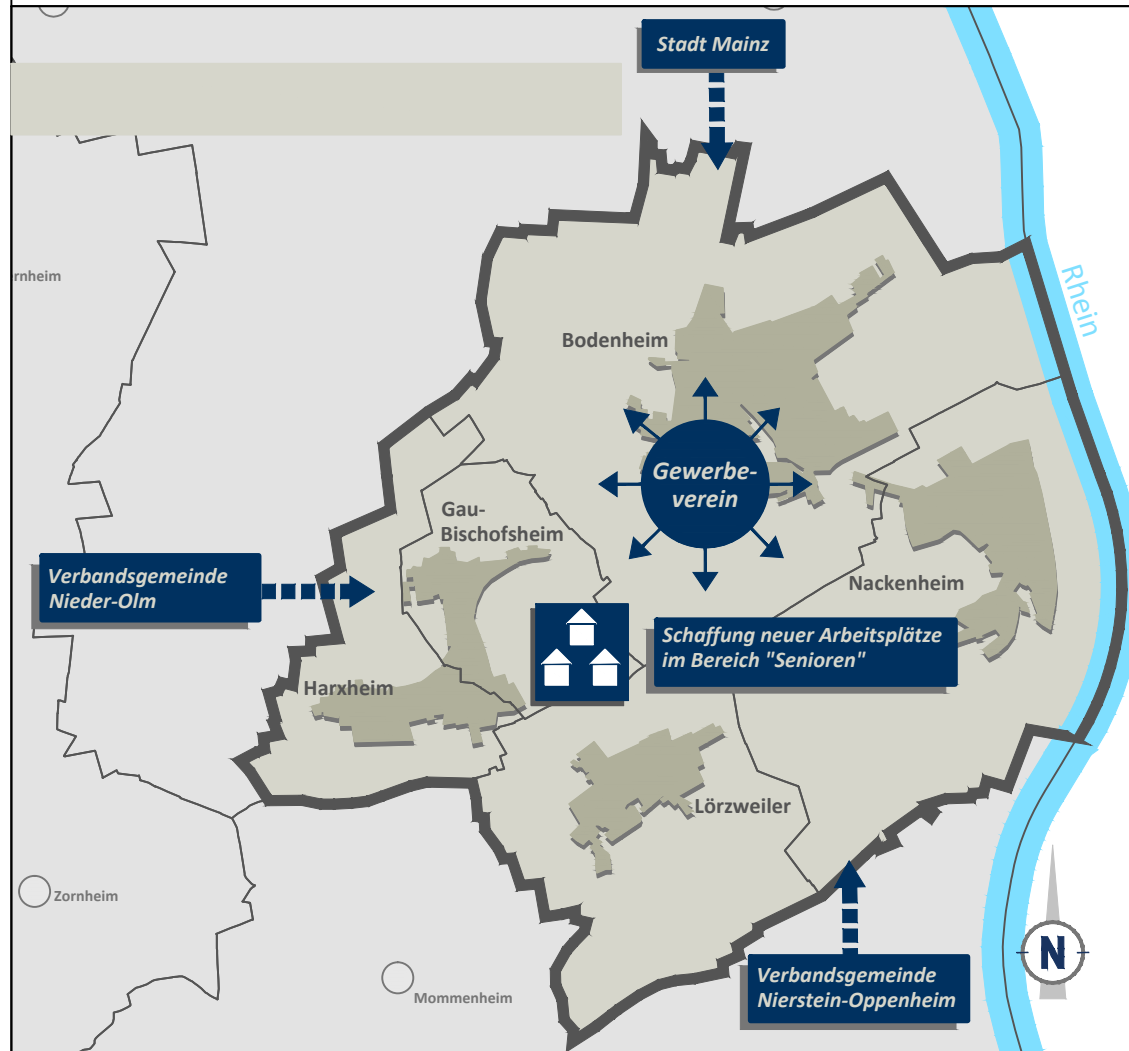 Stadt Mainz
Rhein
rnheim
Bodenheim
Gewerbe-
verein
Gau-
Bischofsheim
Verbandsgemeinde
Nieder-Olm
Nackenheim
Schaffung neuer Arbeitsplätze
im Bereich "Senioren"
Harxheim
Lörzweiler
Zornheim
Mommenheim
Verbandsgemeinde
Nierstein-Oppenheim
N